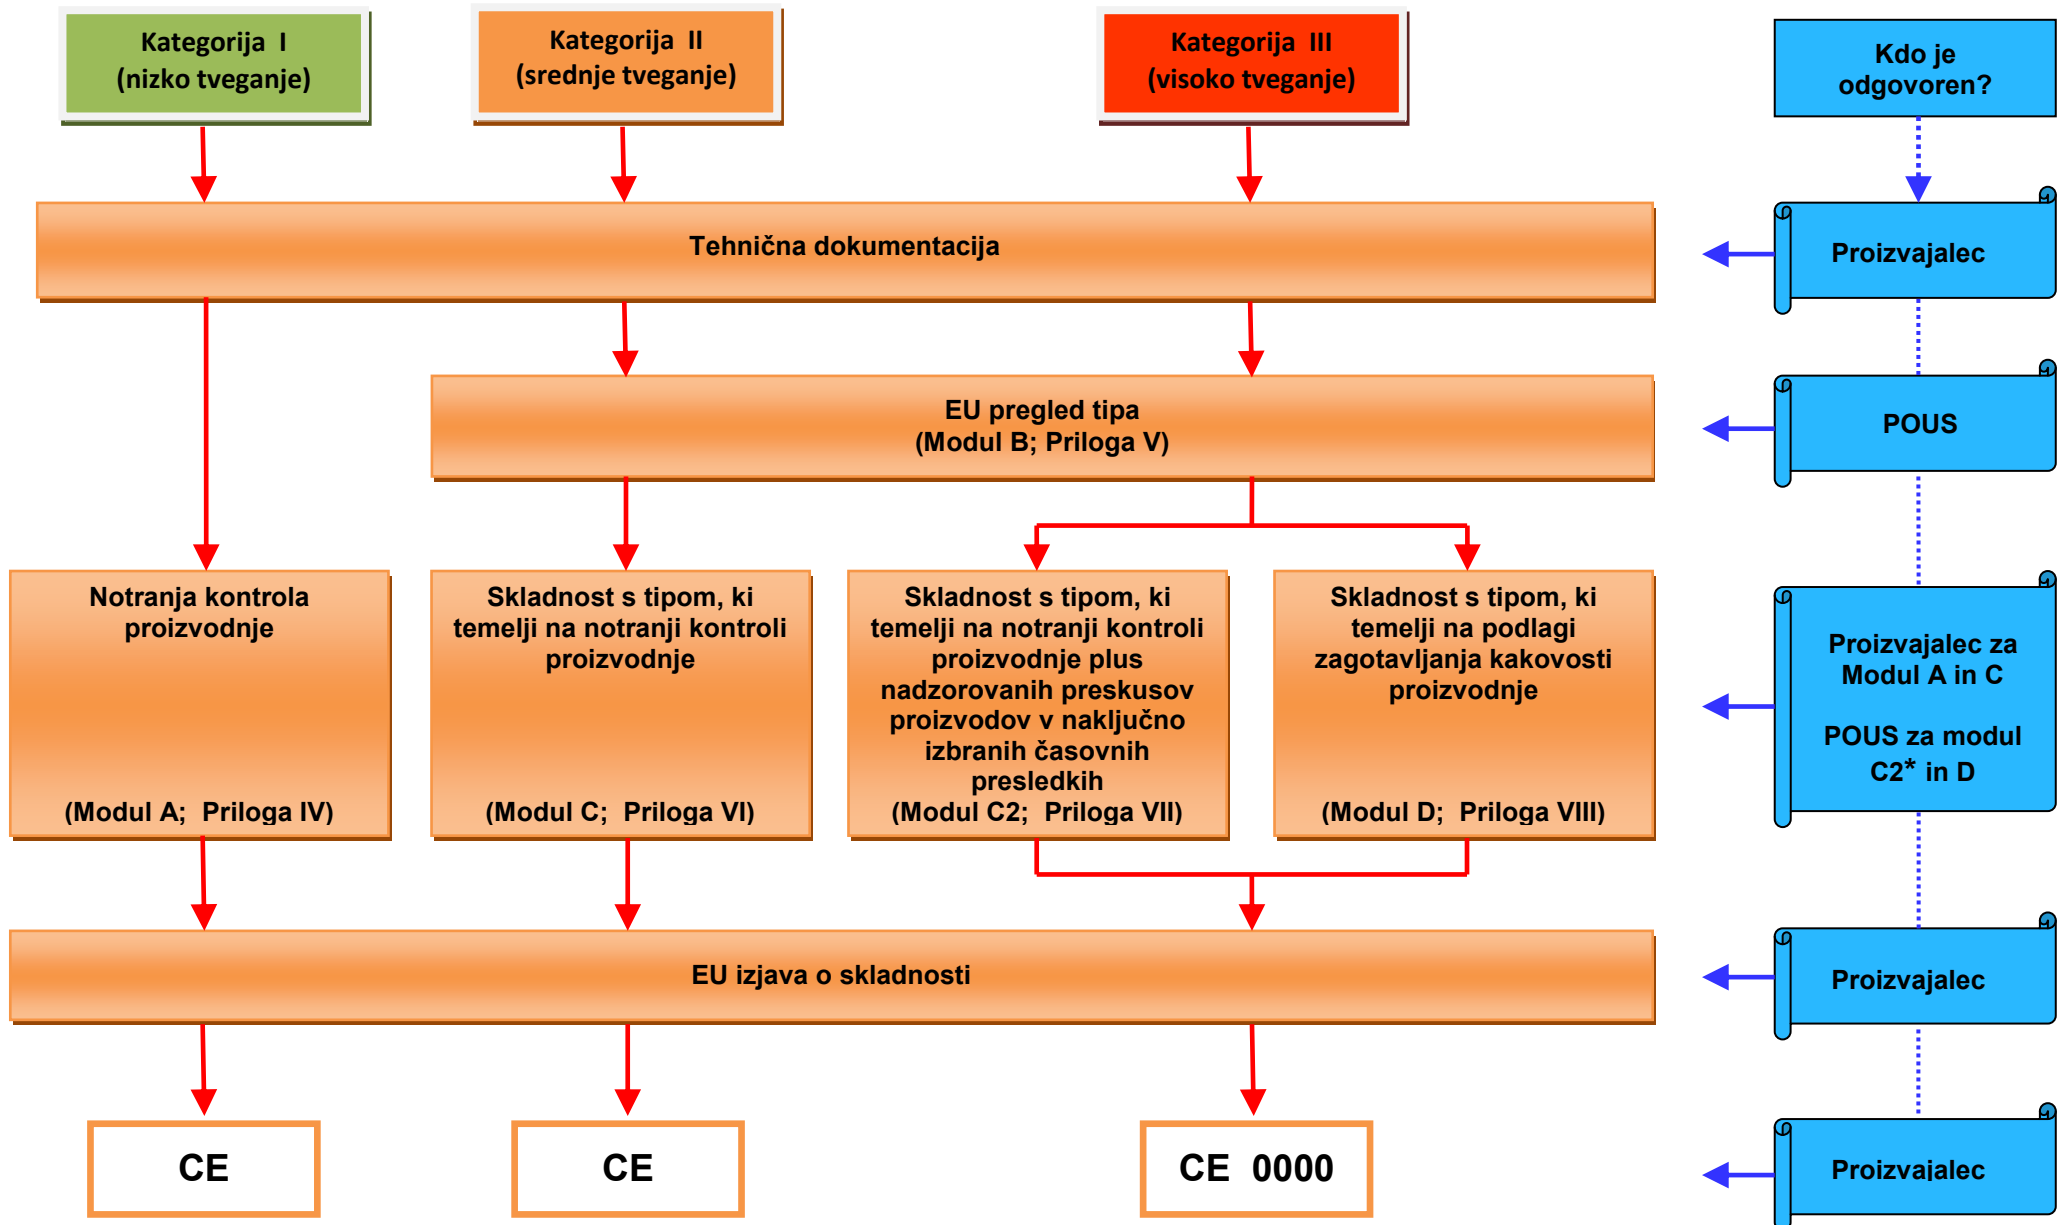 Kategorija I
(nizko tveganje)
Kategorija II
(srednje tveganje)
Kategorija III
(visoko tveganje)
Kdo je
odgovoren?
Tehnična dokumentacija
Proizvajalec
EU pregled tipa
(Modul B; Priloga V)
POUS
Notranja kontrola
proizvodnje
(Modul A; Priloga IV)
Skladnost s tipom, ki
temelji na notranji kontroli
proizvodnje
(Modul C; Priloga VI)
Skladnost s tipom, ki
temelji na notranji kontroli
proizvodnje plus
nadzorovanih preskusov
proizvodov v naključno
izbranih časovnih
presledkih
(Modul C2; Priloga VII)
Skladnost s tipom, ki
temelji na podlagi
zagotavljanja kakovosti
proizvodnje
(Modul D; Priloga VIII)
Proizvajalec za
Modul A in C
POUS za modul
C2* in D
EU izjava o skladnosti
Proizvajalec
CE
CE
CE 0000
Proizvajalec